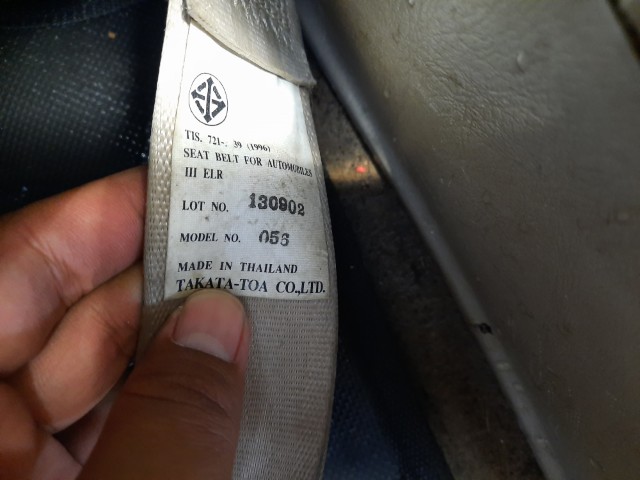 TIS. 721-. 39 (1996)
SEAT BELT FOR AUTOMOBILES
III ELR
LOT NO. 130902
MODEL NO. 056
MADE IN THAILAND
TAKATA-TOA CO.,LTD.